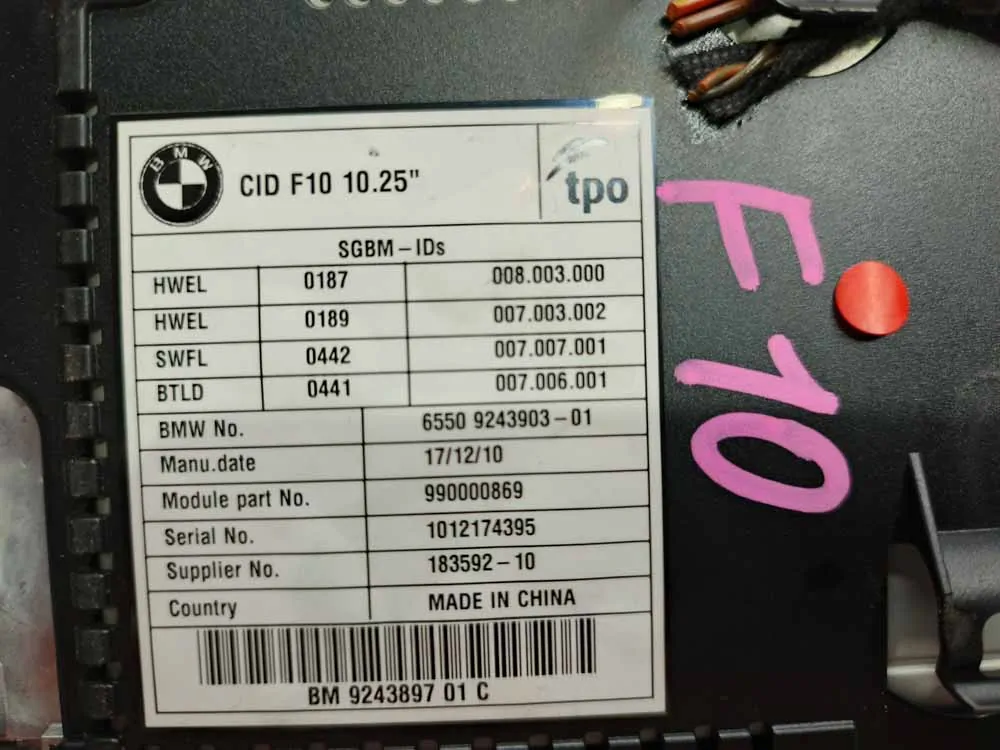 BMW
CID F10 10.25"
tpo
SGBM-IDs
HWEL 0187 008.003.000
HWEL 0189 007.003.002
SWFL 0442 007.007.001
BTLD 0441 007.006.001
BMW No. 6550 9243903-01
Manu.date 17/12/10
Module part No. 990000869
Serial No. 1012174395
Supplier No. 183592-10
Country MADE IN CHINA
BM 9243897 01 C
F10